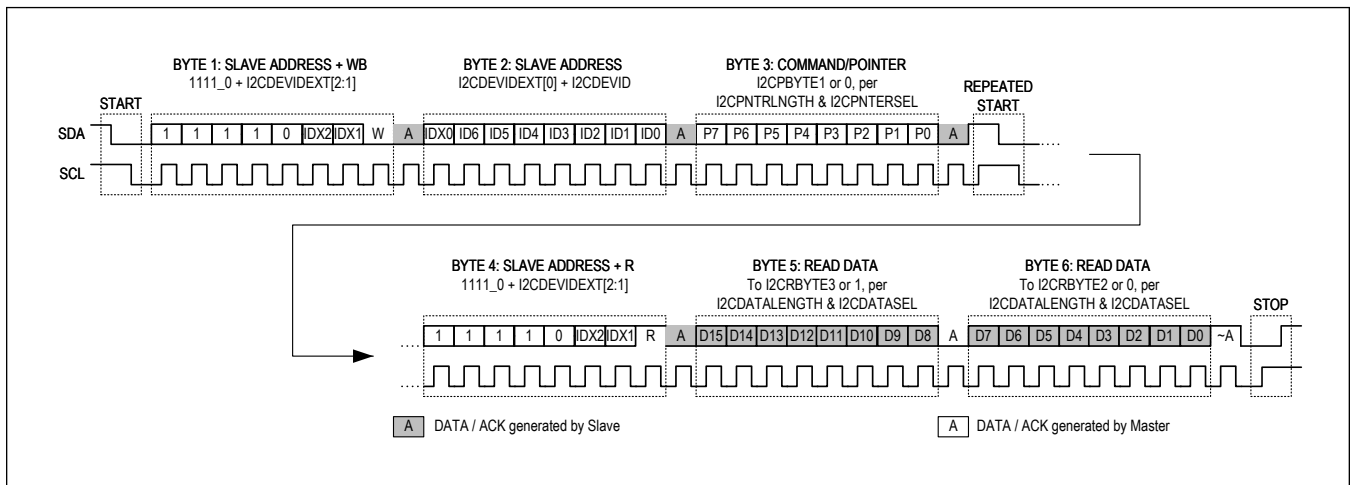 BYTE 1: SLAVE ADDRESS + WB
1111_0 + I2CDEVIDEXT[2:1]
BYTE 2: SLAVE ADDRESS
I2CDEVIDEXT[0] + I2CDEVID
BYTE 3: COMMAND/POINTER
I2CPBYTE1 or 0, per
I2CPNTRLNGTH & I2CPNTERSEL
START
REPEATED
START
SDA
1 1 1 1 0 IDX2 IDX1 W A IDX0 ID6 ID5 ID4 ID3 ID2 ID1 ID0 A P7 P6 P5 P4 P3 P2 P1 P0 A
....
SCL
....
BYTE 4: SLAVE ADDRESS + R
1111_0 + I2CDEVIDEXT[2:1]
BYTE 5: READ DATA
To I2CRBYTE3 or 1, per
I2CDATALENGTH & I2CDATASEL
BYTE 6: READ DATA
To I2CRBYTE2 or 0, per
I2CDATALENGTH & I2CDATASEL
STOP
.... 1 1 1 1 0 IDX2 IDX1 R A D15 D14 D13 D12 D11 D10 D9 D8 A D7 D6 D5 D4 D3 D2 D1 D0 ~A
....
A DATA / ACK generated by Slave
A DATA / ACK generated by Master